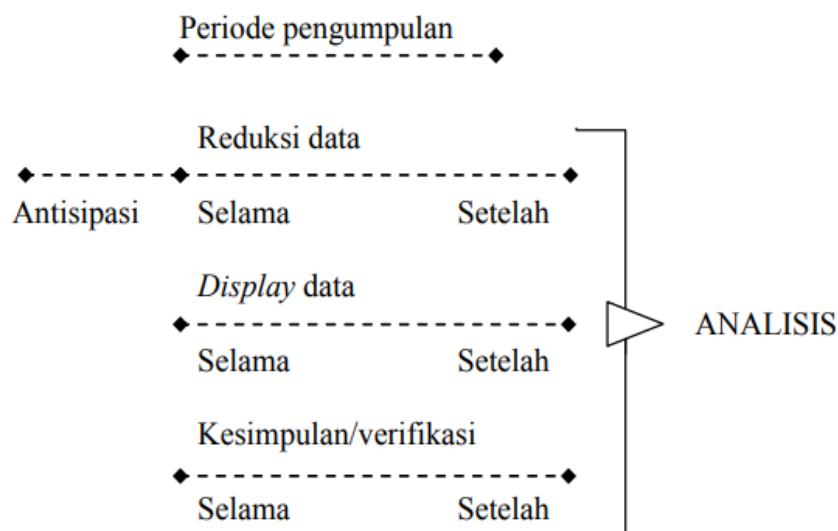 Periode pengumpulan
Reduksi data
Antisipasi Selama Setelah
Display data
Selama Setelah
ANALISIS
Kesimpulan/verifikasi
Selama Setelah